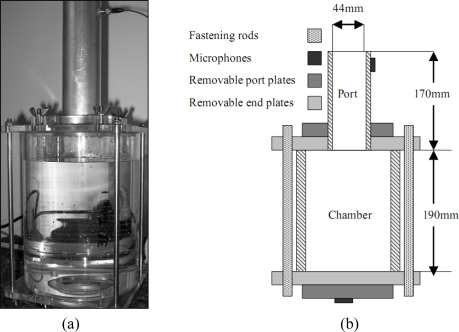 44mm
Fastening rods
Microphones
Removable port plates
Removable end plates
Port
170mm
Chamber
190mm
(a)
(b)